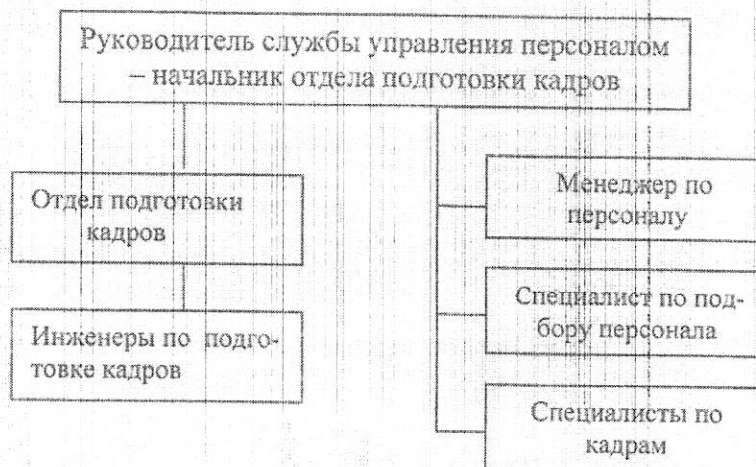 Руководитель службы управления персоналом
– начальник отдела подготовки кадров
Отдел подготовки
кадров
Инженеры по подго-
товке кадров
Менеджер по
персоналу
Специалист по под-
бору персонала
Специалисты по
кадрам